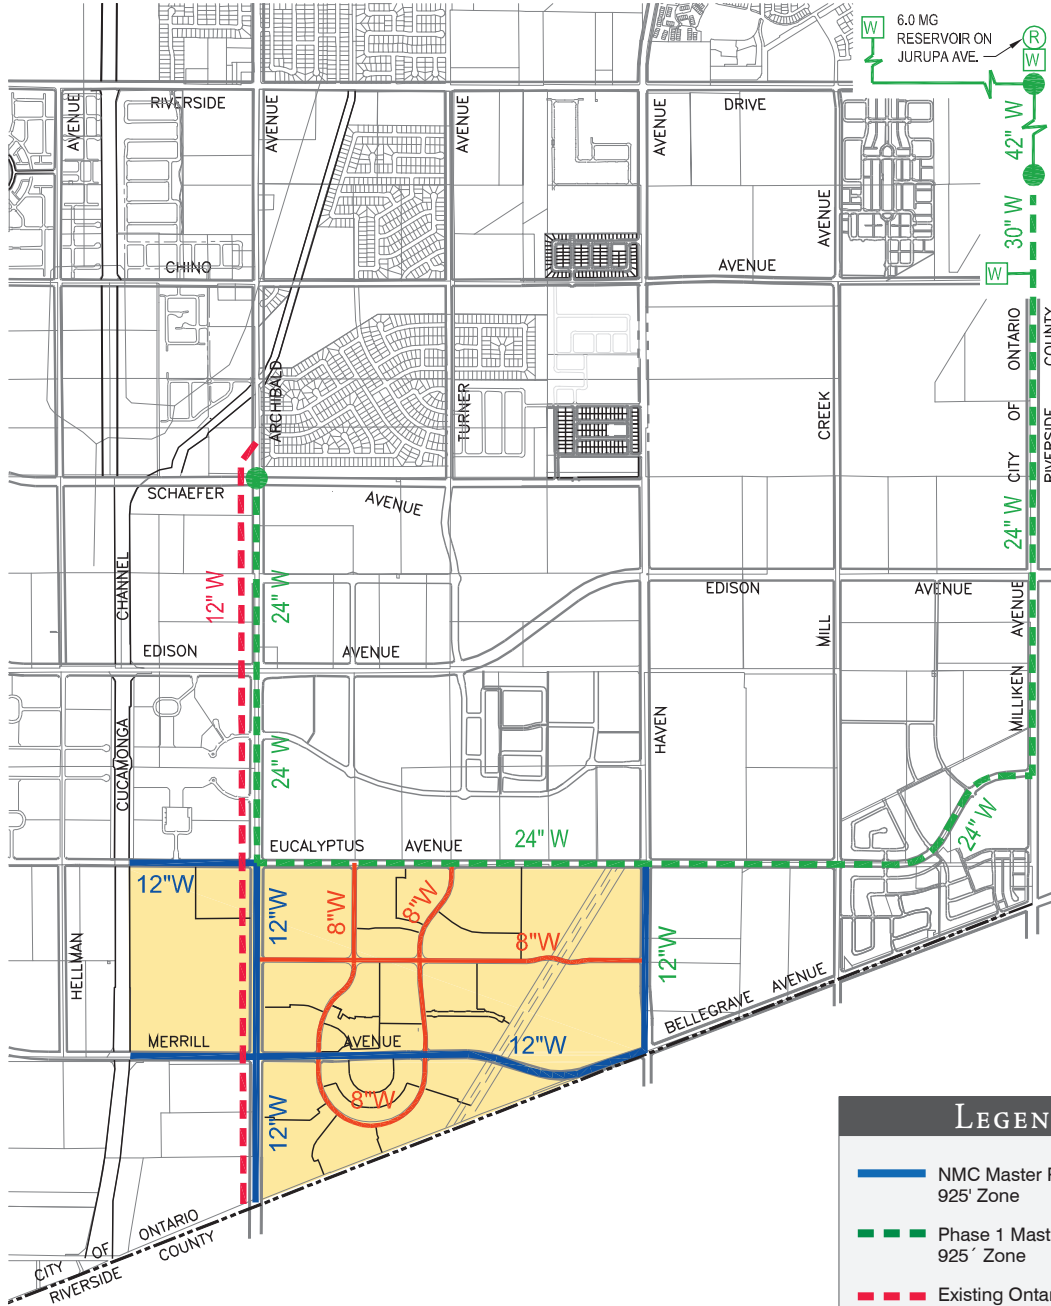 W
6.0 MG
RESERVOIR ON
JURUPA AVE.
R
W
RIVERSIDE
DRIVE
AVENUE
AVENUE
AVENUE
AVENUE
42" W
AVENUE
30" W
CHINO
AVENUE
W
ARCHIBALD
TURNER
CREEK
CITY OF ONTARIO
RIVERSIDE COUNTY
SCHAEFER
AVENUE
24" W
CHANNEL
12" W
24" W
EDISON
AVENUE
MILL
AVENUE
EDISON
AVENUE
CUCAMONGA
24" W
HAVEN
MILLIKEN
EUCALYPTUS
AVENUE
24" W
24" W
12"W
12"W
8"W
8"W
8"W
12"W
HELLMAN
BELLEGRAVE AVENUE
MERRILL
AVENUE
12"W
8"W
12"W
CITY OF ONTARIO
RIVERSIDE COUNTY
LEGEN
NMC Master P
925' Zone
Phase 1 Mast
925´ Zone
Existing Ontar